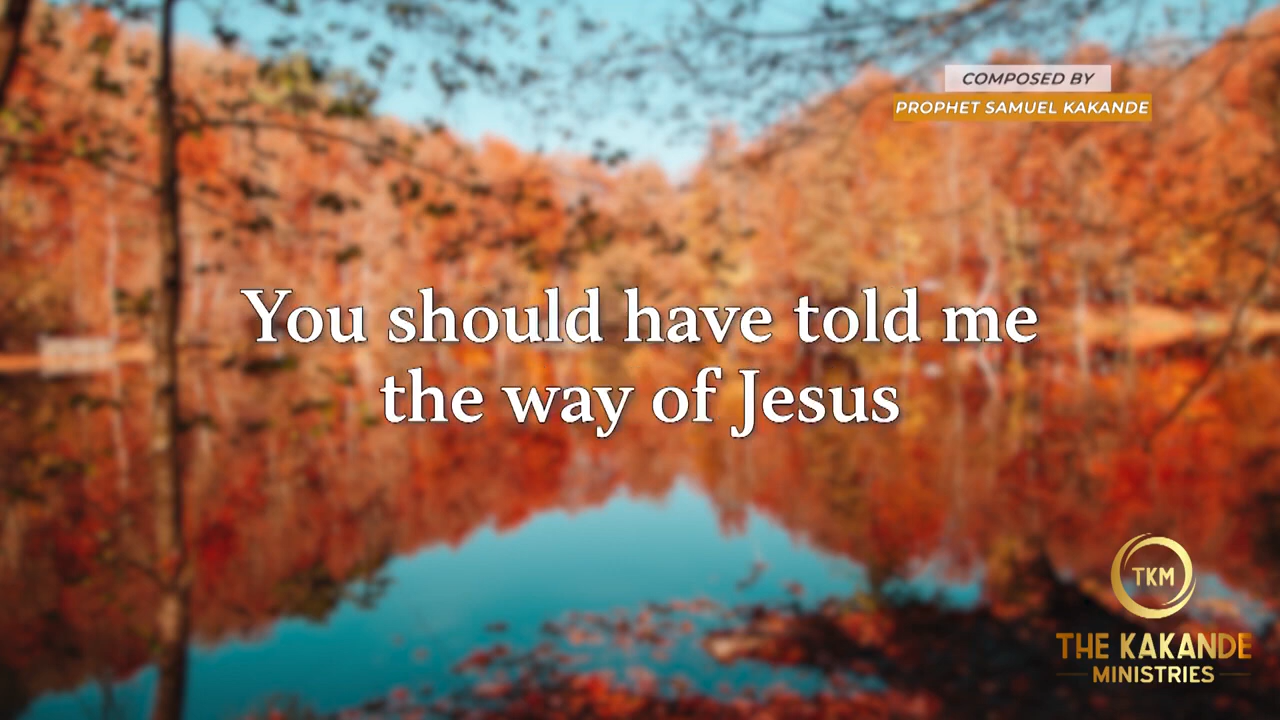 COMPOSED BY
PROPHET SAMUEL KAKANDE
You should have told me
the way of Jesus
TKM
THE KAKANDE
MINISTRIES